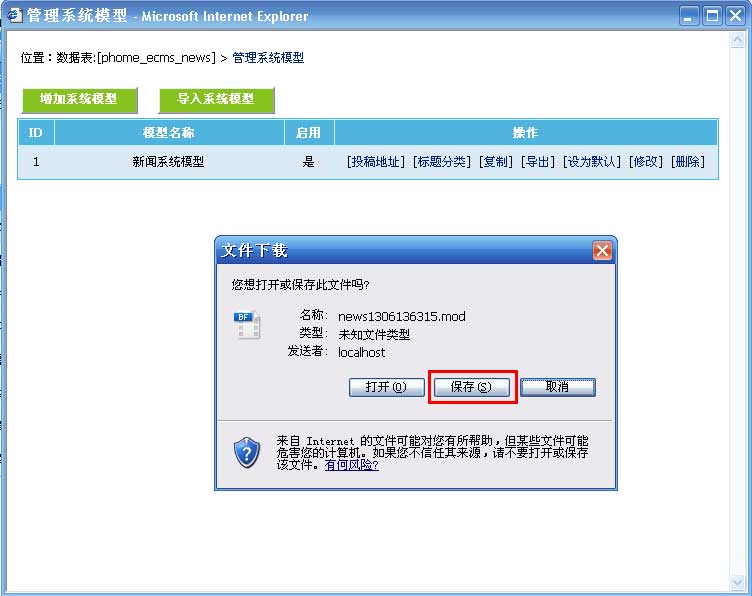 管理系统模型 - Microsoft Internet Explorer
位置：数据表:[phome_ecms_news] > 管理系统模型
增加系统模型 导入系统模型
ID 模型名称 启用 操作
1 新闻系统模型 是 [投稿地址] [标题分类] [复制] [导出] [设为默认] [修改] [删除]
文件下载
您想打开或保存此文件吗?
BF
名称: news1306136315.mod
类型: 未知文件类型
发送者: localhost
打开(O) 保存(S) 取消
来自 Internet 的文件可能对您有所帮助，但某些文件可能
危害您的计算机。如果您不信任其来源，请不要打开或保存
该文件。有何风险?